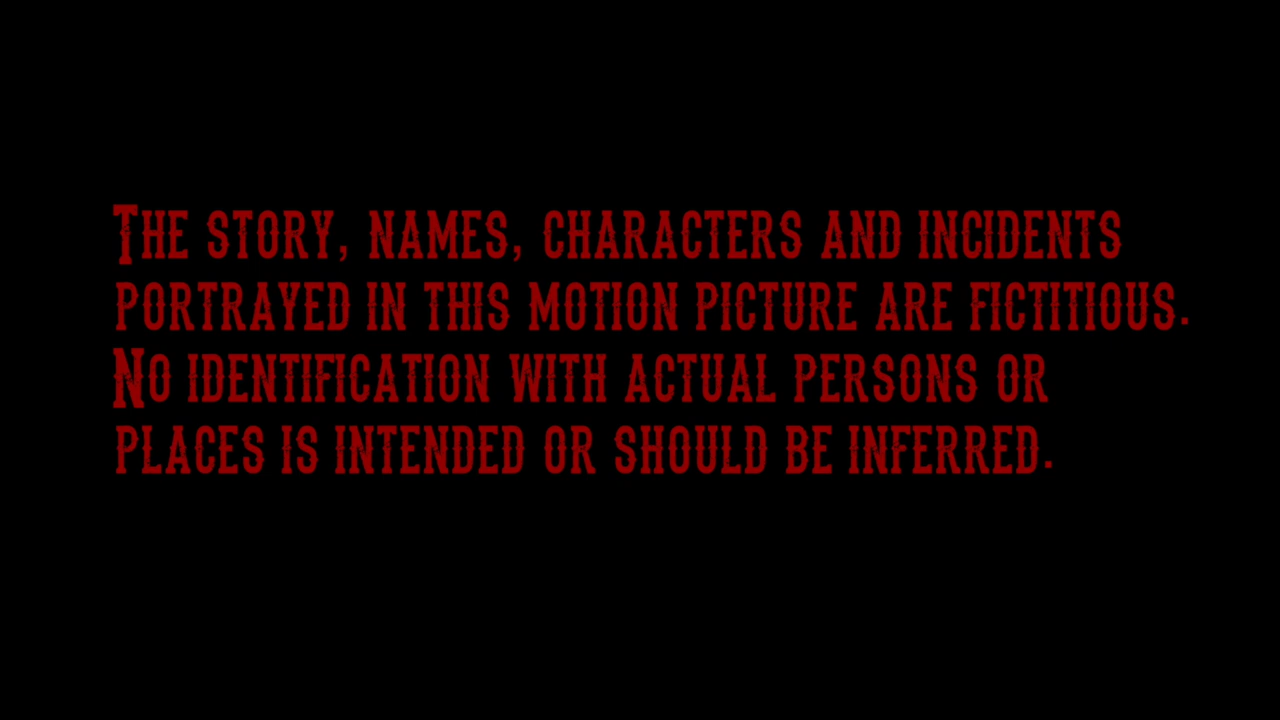 The story, names, characters and incidents
portrayed in this motion picture are fictitious.
No identification with actual persons or
places is intended or should be inferred.